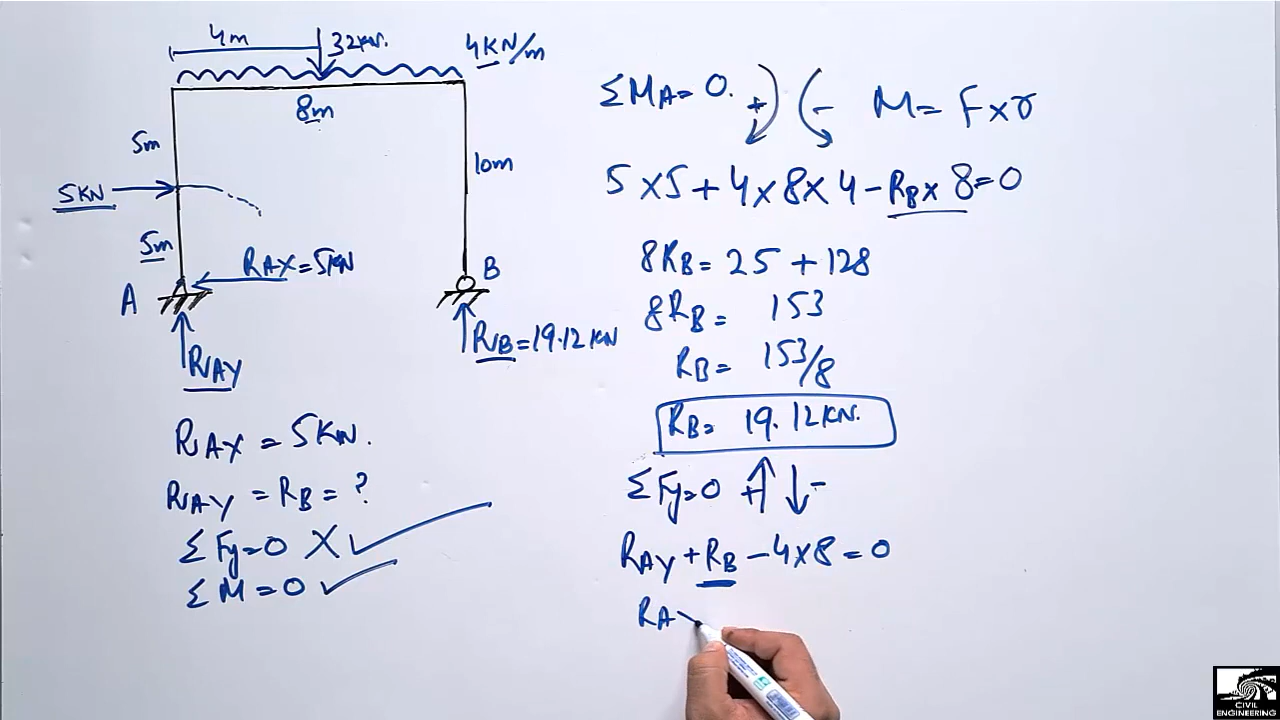 4m
32KN.
4KN/m
8m
5m
10m
5KN
5m
RAX=5KN
A
B
RAY
RB=19.12KN
RAX = 5KN.
RAY = RB = ?
ΣFy=0 X ✓
ΣM=0 ✓
ΣMA=0. + - M= F×r
5×5+4×8×4-RB×8=0
8RB= 25 +128
8RB= 153
RB= 153/8
RB= 19.12KN.
ΣFy=0 +↑ ↓-
RAY+RB-4×8=0
RA
CIVIL
ENGINEERING